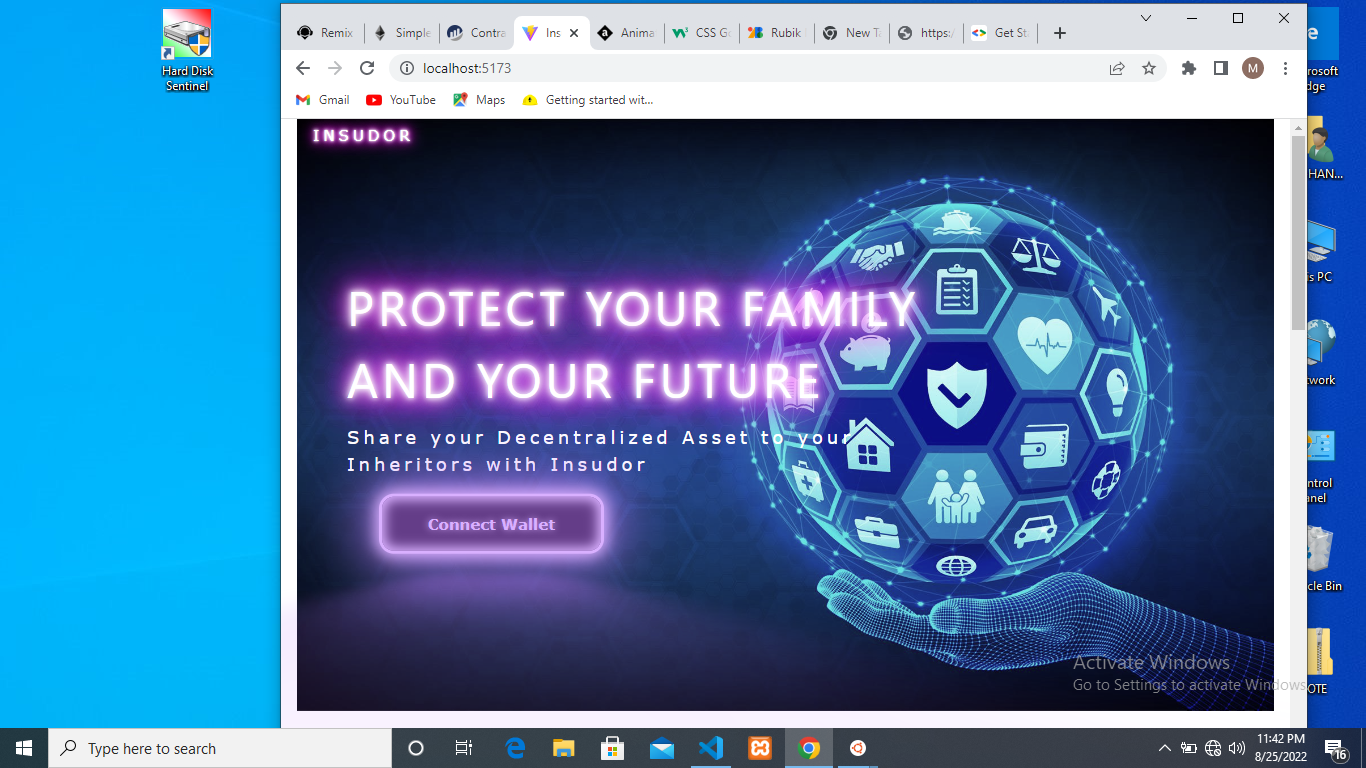 Hard Disk
Sentinel
Remix
Simple
Contra
Ins
Anima
CSS G
Rubik
New Ta
https:/
Get Sta
localhost:5173
M
Gmail
YouTube
Maps
Getting started wit...
INSUDOR
PROTECT YOUR FAMILY
AND YOUR FUTURE
Share your Decentralized Asset to your
Inheritors with Insudor
Connect Wallet
Activate Windows
Go to Settings to activate Windows
rosoft
dge
HAN...
is PC
twork
ntrol
anel
cle Bin
OTE
Type here to search
11:42 PM
8/25/2022
16